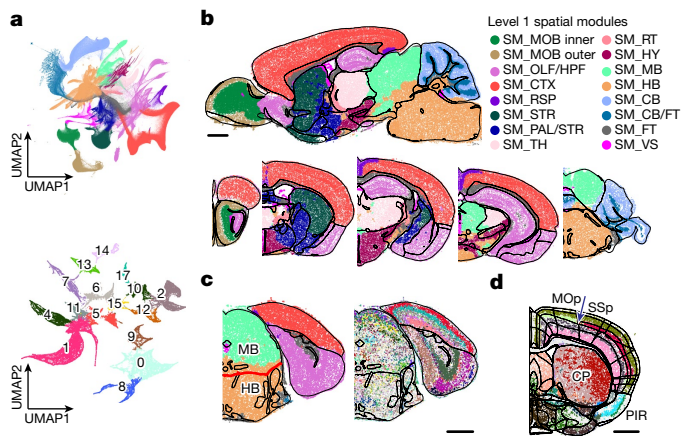 a
UMAP2
UMAP1
14
13
17
7
6
10
2
11
15
12
4
5
9
1
0
8
UMAP2
UMAP1
b
Level 1 spatial modules
SM_MOB inner
SM_MOB outer
SM_OLF/HPF
SM_CTX
SM_RSP
SM_STR
SM_PAL/STR
SM_TH
SM_RT
SM_HY
SM_MB
SM_HB
SM_CB
SM_CB/FT
SM_FT
SM_VS
c
MB
HB
d
MOp
SSp
CP
PIR